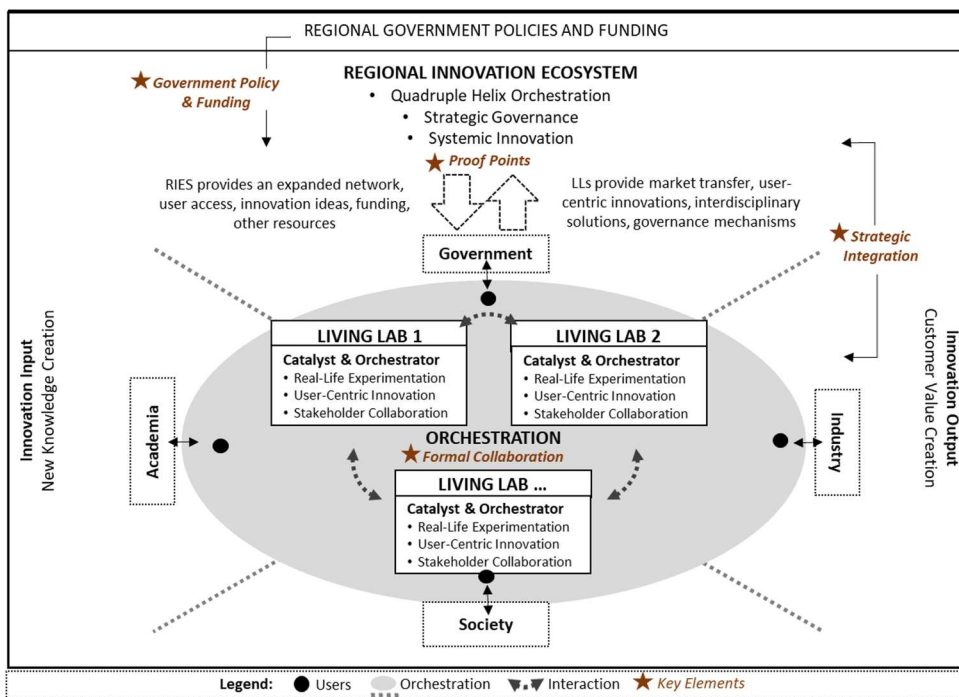 REGIONAL GOVERNMENT POLICIES AND FUNDING
Government Policy
& Funding
REGIONAL INNOVATION ECOSYSTEM
• Quadruple Helix Orchestration
• Strategic Governance
• Systemic Innovation
Proof Points
RIES provides an expanded network,
user access, innovation ideas, funding,
other resources
LLs provide market transfer, user-
centric innovations, interdisciplinary
solutions, governance mechanisms
Strategic
Integration
Government
Innovation Input
New Knowledge Creation
Academia
LIVING LAB 1
Catalyst & Orchestrator
• Real-Life Experimentation
• User-Centric Innovation
• Stakeholder Collaboration
LIVING LAB 2
Catalyst & Orchestrator
• Real-Life Experimentation
• User-Centric Innovation
• Stakeholder Collaboration
Industry
Innovation Output
Customer Value Creation
ORCHESTRATION
Formal Collaboration
LIVING LAB ...
Catalyst & Orchestrator
• Real-Life Experimentation
• User-Centric Innovation
• Stakeholder Collaboration
Society
Legend: Users Orchestration Interaction Key Elements